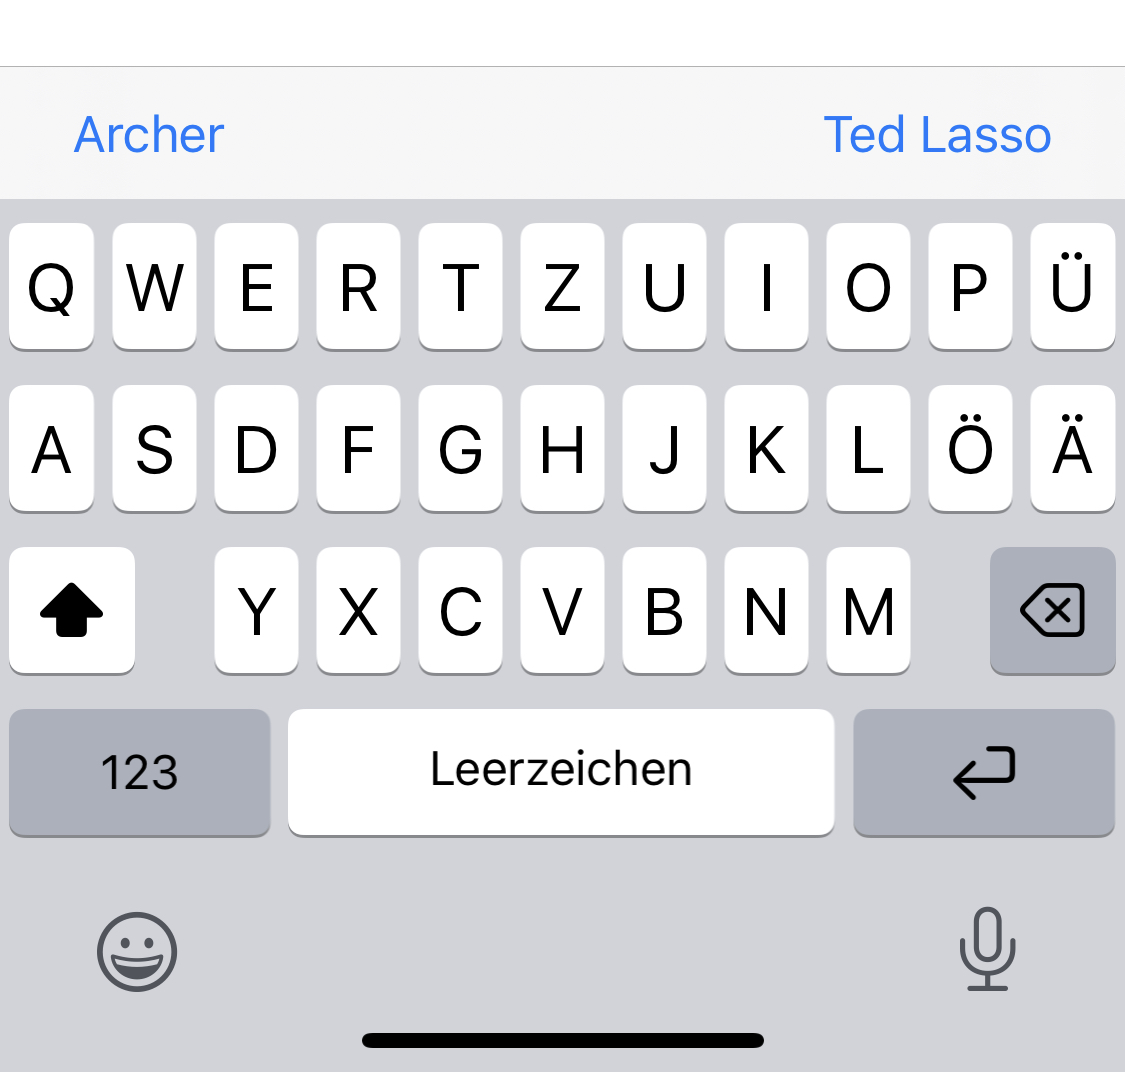 Archer Ted Lasso
Q W E R T Z U I O P Ü
A S D F G H J K L Ö Ä
Y X C V B N M
123 Leerzeichen